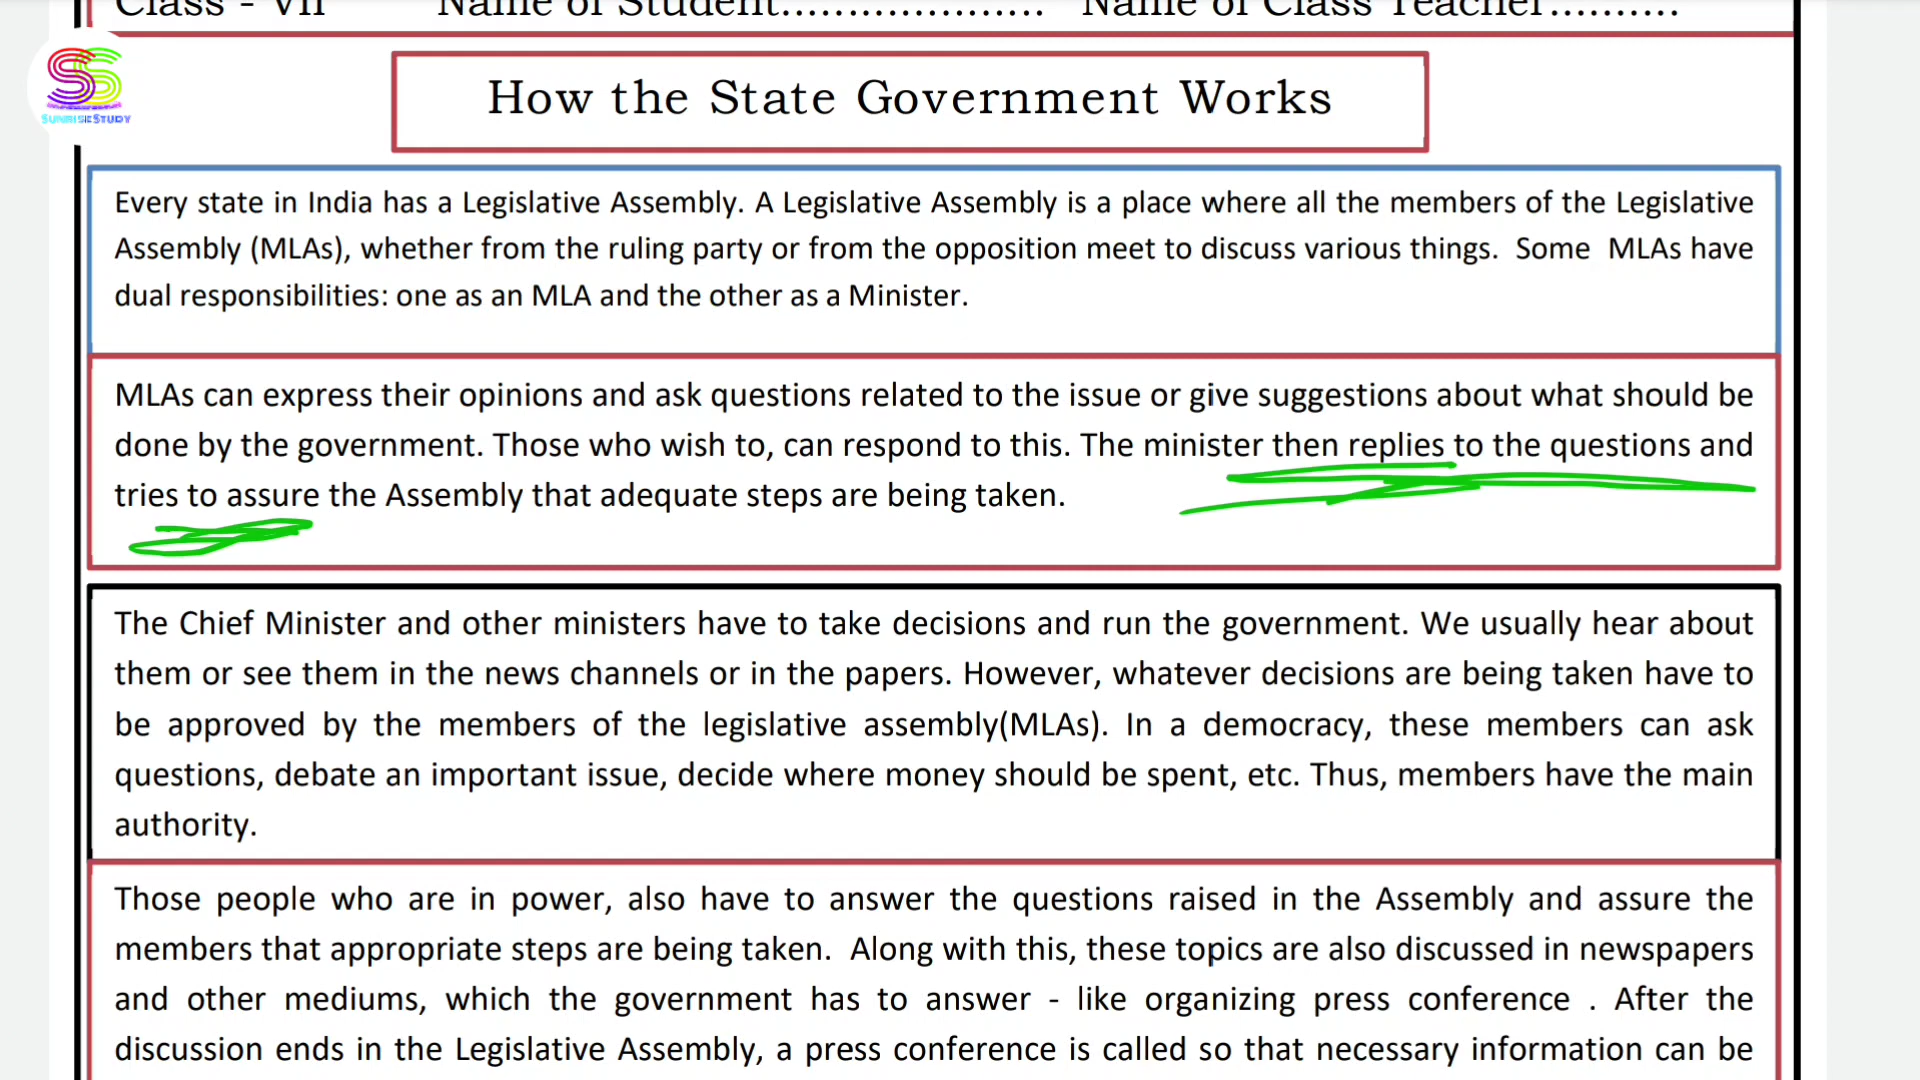 Class - VII Name of Student.................... Name of Class Teacher..........
SUNRISESTUDY
How the State Government Works
Every state in India has a Legislative Assembly. A Legislative Assembly is a place where all the members of the Legislative
Assembly (MLAs), whether from the ruling party or from the opposition meet to discuss various things. Some MLAs have
dual responsibilities: one as an MLA and the other as a Minister.
MLAs can express their opinions and ask questions related to the issue or give suggestions about what should be
done by the government. Those who wish to, can respond to this. The minister then replies to the questions and
tries to assure the Assembly that adequate steps are being taken.
The Chief Minister and other ministers have to take decisions and run the government. We usually hear about
them or see them in the news channels or in the papers. However, whatever decisions are being taken have to
be approved by the members of the legislative assembly(MLAs). In a democracy, these members can ask
questions, debate an important issue, decide where money should be spent, etc. Thus, members have the main
authority.
Those people who are in power, also have to answer the questions raised in the Assembly and assure the
members that appropriate steps are being taken. Along with this, these topics are also discussed in newspapers
and other mediums, which the government has to answer - like organizing press conference . After the
discussion ends in the Legislative Assembly, a press conference is called so that necessary information can be